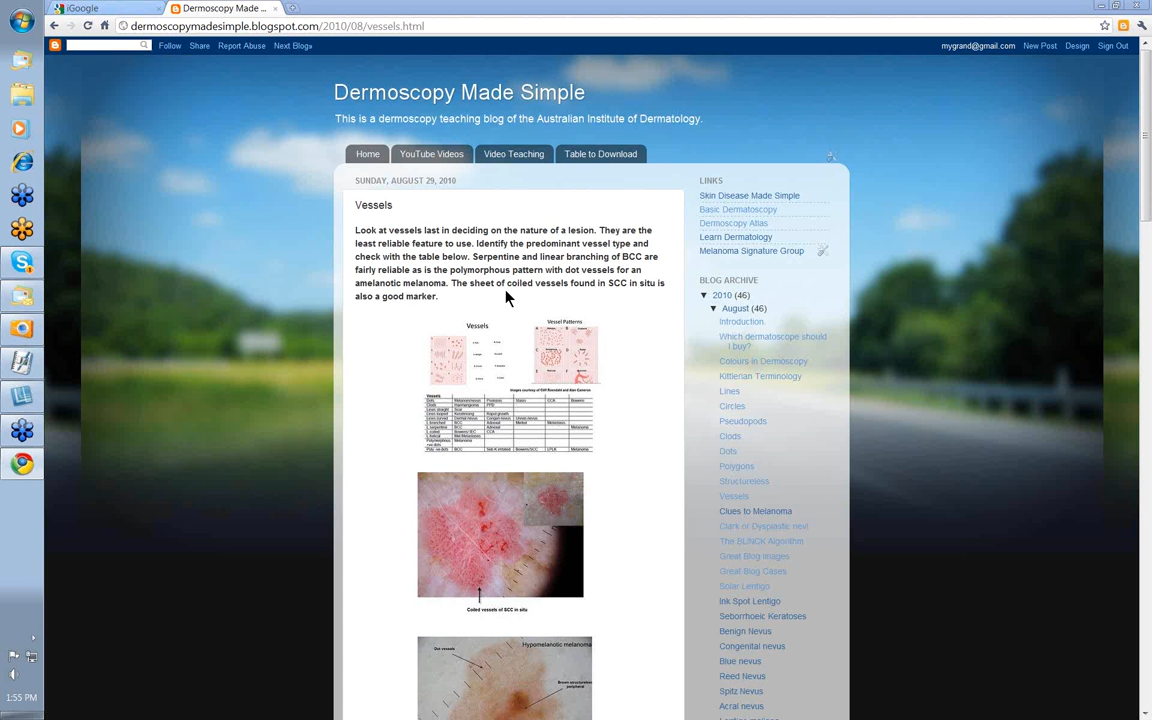 iGoogle
Dermoscopy Made ...
dermoscopymadesimple.blogspot.com/2010/08/vessels.html
Follow Share Report Abuse Next Blog»
mygrand@gmail.com New Post Design Sign Out
Dermoscopy Made Simple
This is a dermoscopy teaching blog of the Australian Institute of Dermatology.
Home YouTube Videos Video Teaching Table to Download
SUNDAY, AUGUST 29, 2010
Vessels
Look at vessels last in deciding on the nature of a lesion. They are the
least reliable feature to use. Identify the predominant vessel type and
check with the table below. Serpentine and linear branching of BCC are
fairly reliable as is the polymorphous pattern with dot vessels for an
amelanotic melanoma. The sheet of coiled vessels found in SCC in situ is
also a good marker.
Vessels
Vessel Patterns
Coiled vessels of SCC in situ
Hypomelanotic melanoma
Dot vessels
LINKS
Skin Disease Made Simple
Basic Dermatoscopy
Dermoscopy Atlas
Learn Dermatology
Melanoma Signature Group
BLOG ARCHIVE
▼ 2010 (46)
▼ August (46)
Introduction.
Which dermatoscope should
I buy?
Colours in Dermoscopy
Kittlerian Terminology
Lines
Circles
Pseudopods
Clods
Dots
Polygons
Structureless
Vessels
Clues to Melanoma
Clark or Dysplastic nevi
The BLINCK Algorithm
Great Blog Images
Great Blog Cases
Solar Lentigo
Ink Spot Lentigo
Seborrhoeic Keratoses
Benign Nevus
Congenital nevus
Blue nevus
Reed Nevus
Spitz Nevus
Acral nevus
1:55 PM